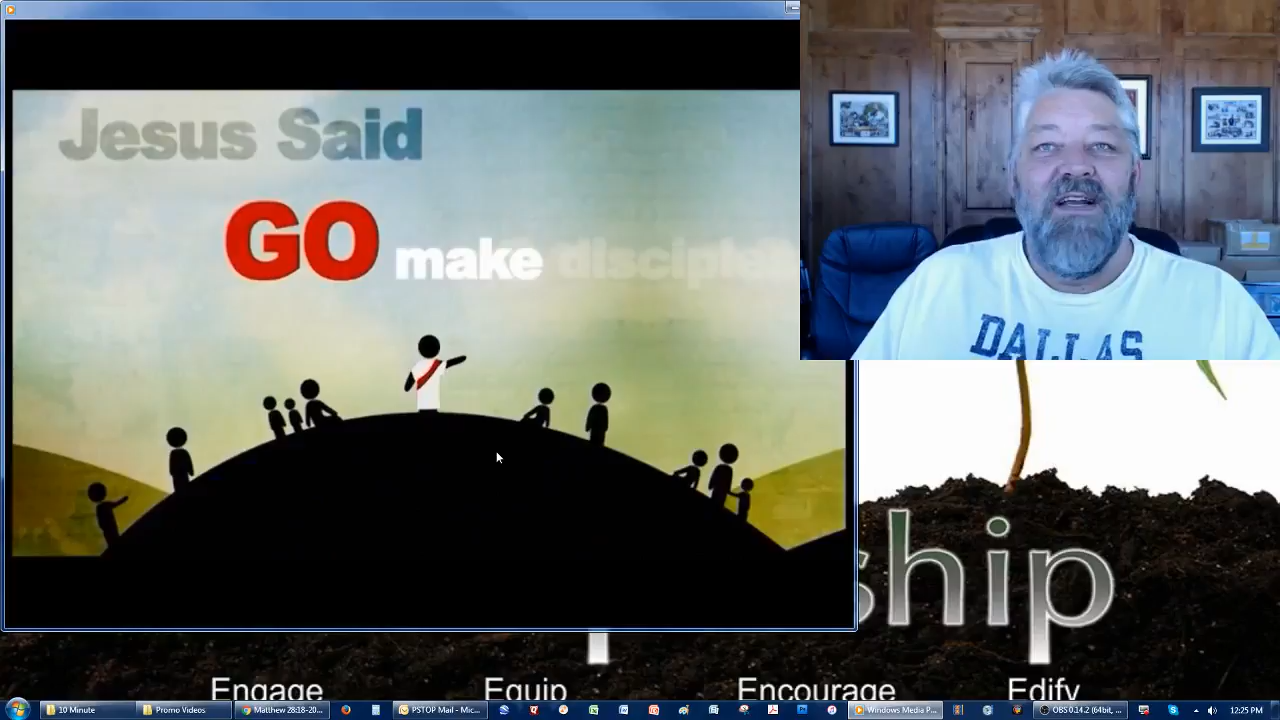 Jesus Said
GO make disciples
DALLAS
ship
Engage Equip Encourage Edify
10 Minute
Promo Videos
Matthew 28:18-20...
PSTOP Mail - Mic...
Windows Media P...
OBS 0.14.2 (64bit, ...
12:25 PM